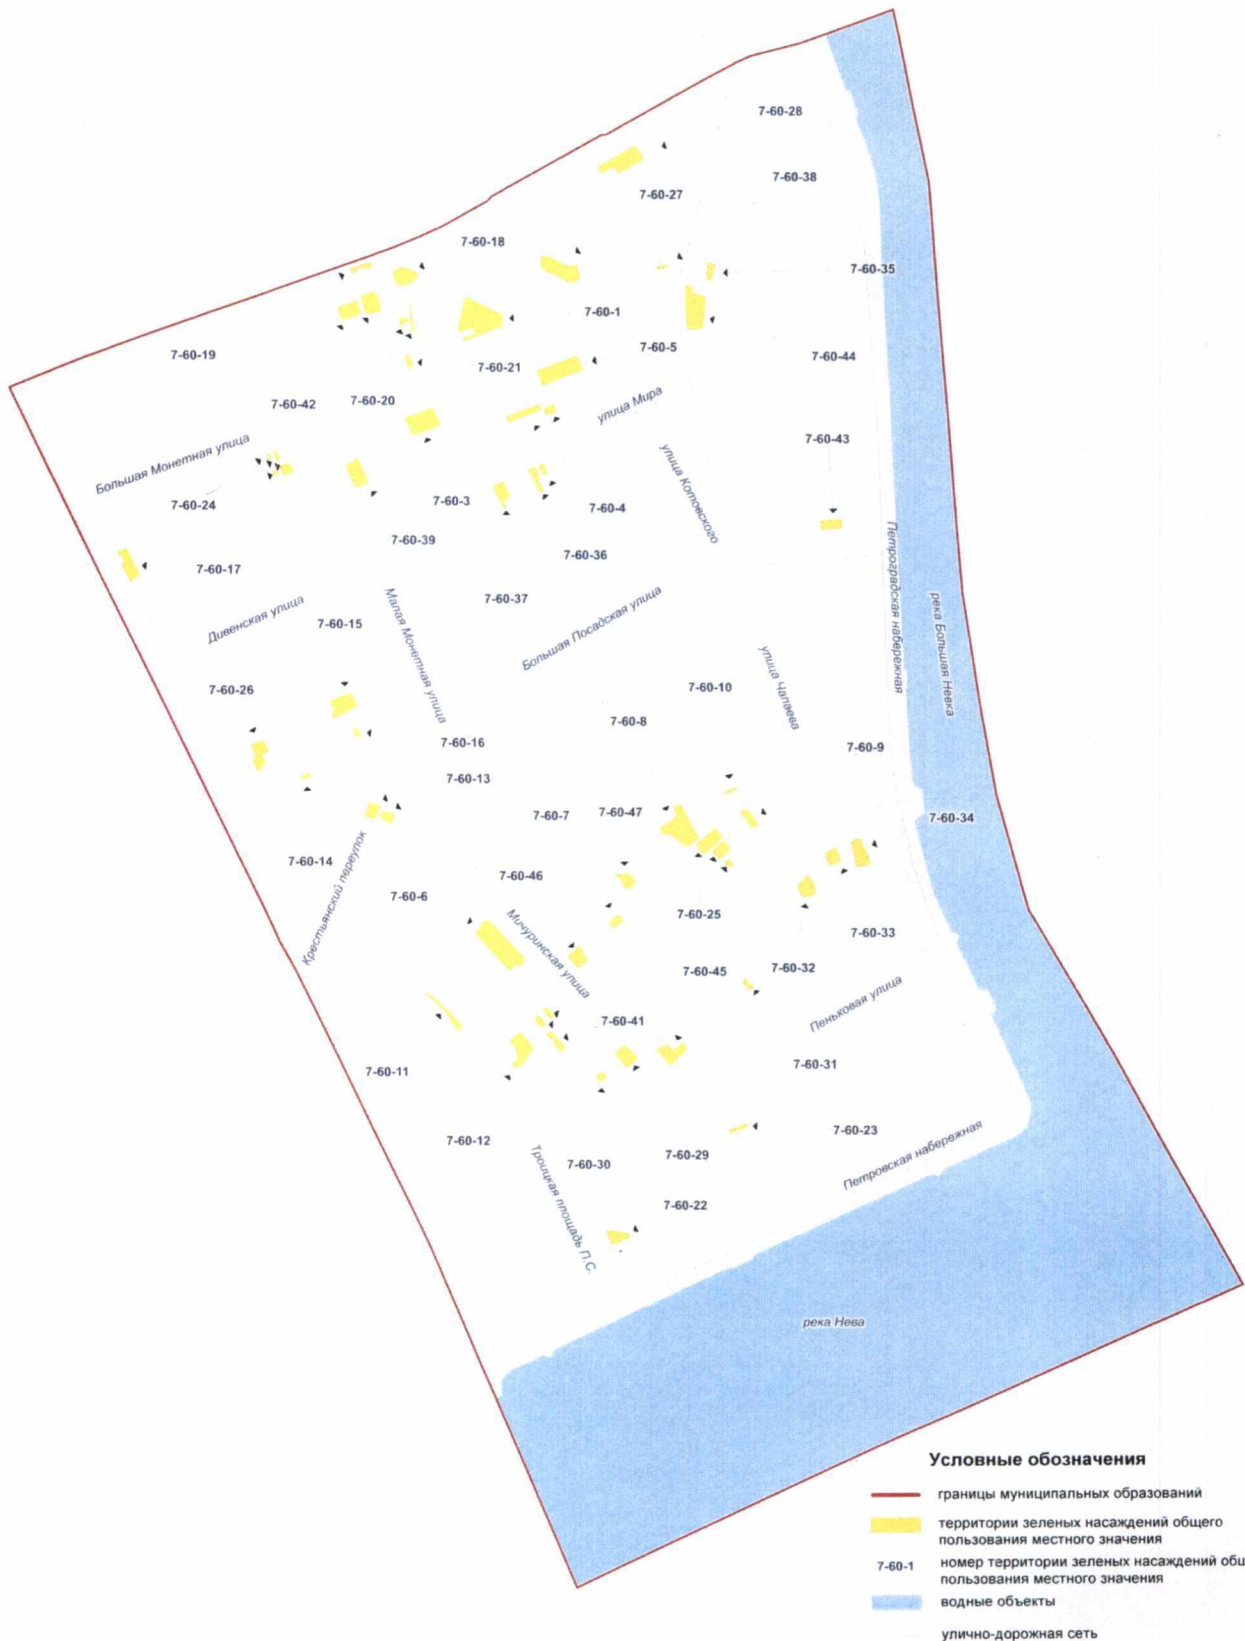 7-60-28
7-60-38
7-60-27
7-60-18
7-60-35
7-60-1
7-60-5
7-60-19
7-60-44
7-60-21
7-60-42
7-60-20
улица Мира
7-60-43
Большая Монетная улица
улица Котовского
7-60-24
7-60-3
7-60-4
7-60-39
7-60-36
7-60-17
Петроградская набережная
река Большая Невка
7-60-37
Дивенская улица
7-60-15
Малая Монетная улица
Большая Посадская улица
7-60-26
7-60-10
улица Чапаева
7-60-8
7-60-16
7-60-9
7-60-13
7-60-7
7-60-47
7-60-34
7-60-14
Крестьянский переулок
7-60-46
7-60-6
7-60-25
Мичуринская улица
7-60-33
7-60-45
7-60-32
Пеньковая улица
7-60-41
7-60-11
7-60-31
7-60-12
7-60-23
7-60-29
7-60-30
Троицкая площадь П.С.
Петровская набережная
7-60-22
река Нева
Условные обозначения
границы муниципальных образований
территории зеленых насаждений общего
пользования местного значения
7-60-1 номер территории зеленых насаждений общ
пользования местного значения
водные объекты
улично-дорожная сеть